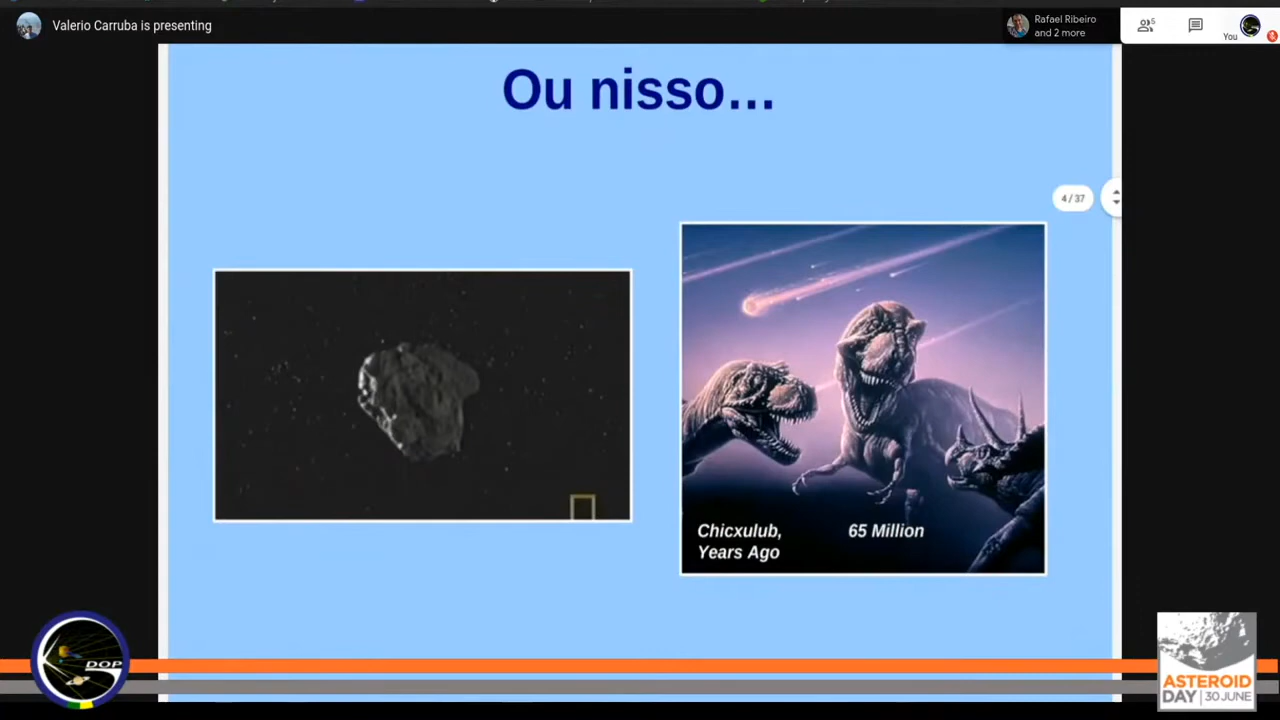 Valerio Carruba is presenting
Rafael Ribeiro
and 2 more
5
You
Ou nisso...
4 / 37
Chicxulub, 65 Million
Years Ago
DOP
ASTEROID
DAY | 30 JUNE